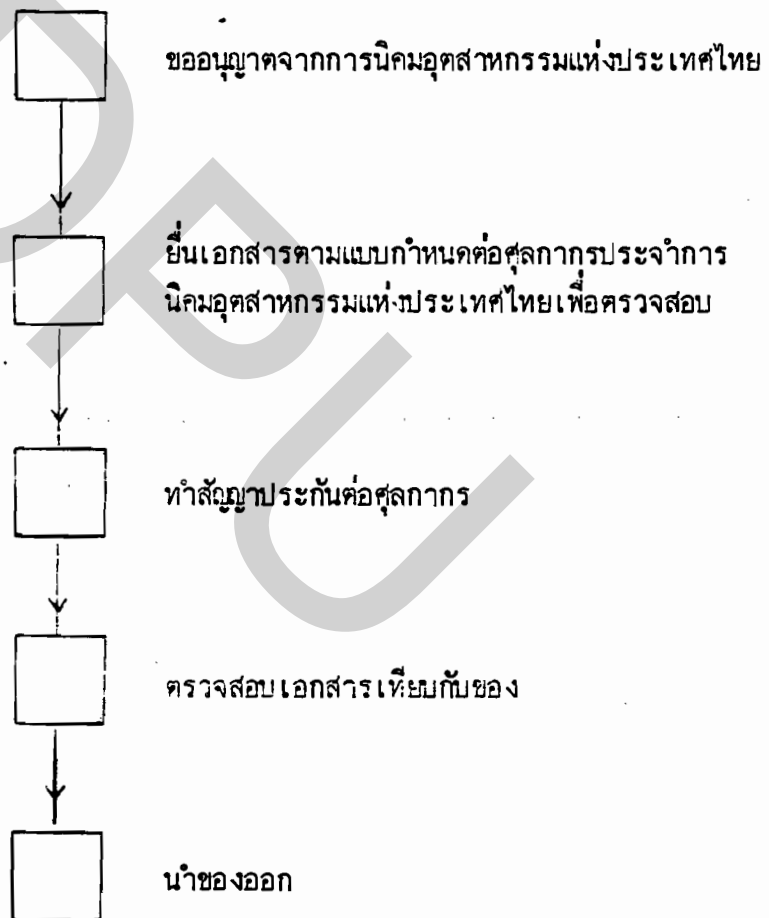 ขออนุญาตจากการนิคมอุตสาหกรรมแห่งประเทศไทย
ยื่นเอกสารตามแบบกำหนดต่อศุลกากรประจำการ
นิคมอุตสาหกรรมแห่งประเทศไทยเพื่อตรวจสอบ
ทำสัญญาประกันต่อศุลกากร
ตรวจสอบเอกสารเทียบกับของ
นำของออก
DPU